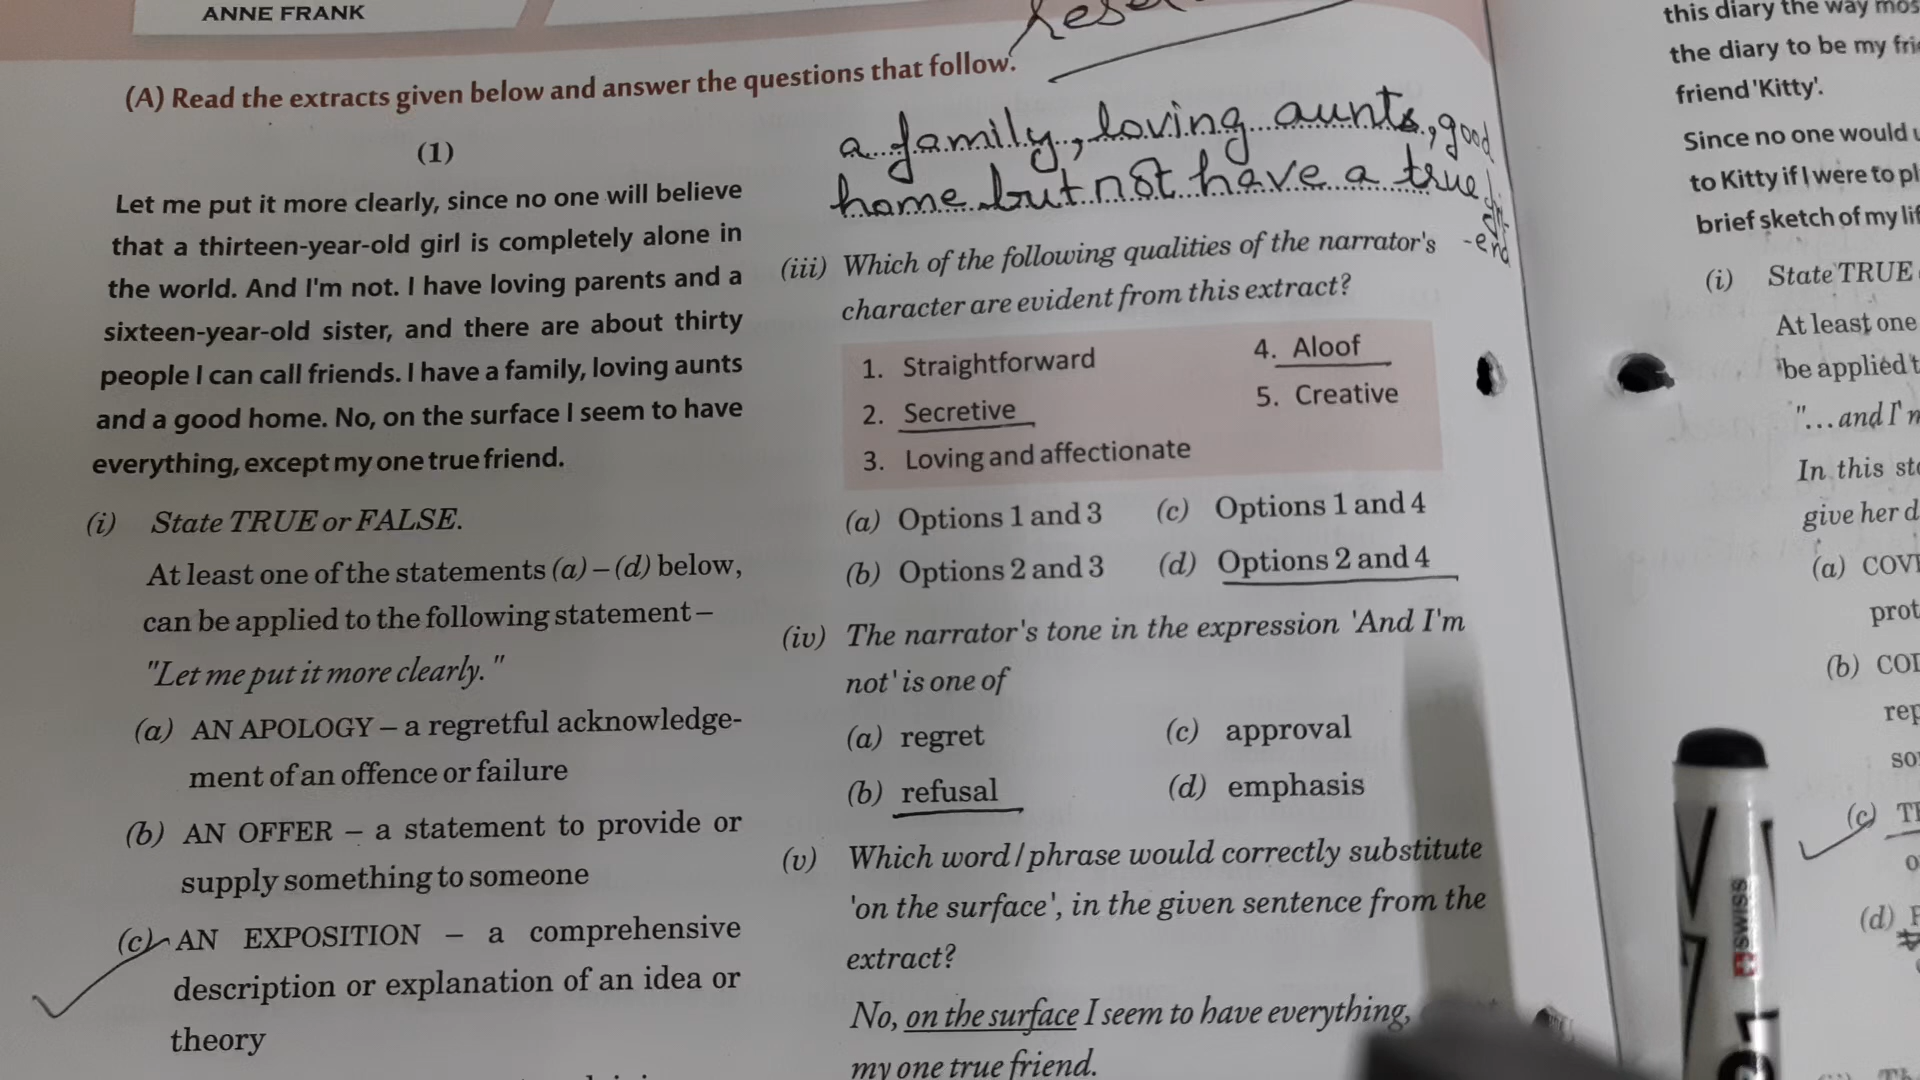 ANNE FRANK
(A) Read the extracts given below and answer the questions that follow.
(1)
Let me put it more clearly, since no one will believe
that a thirteen-year-old girl is completely alone in
the world. And I'm not. I have loving parents and a
sixteen-year-old sister, and there are about thirty
people I can call friends. I have a family, loving aunts
and a good home. No, on the surface I seem to have
everything, except my one true friend.
(i) State TRUE or FALSE.
At least one of the statements (a) – (d) below,
can be applied to the following statement –
"Let me put it more clearly."
(a) AN APOLOGY – a regretful acknowledge-
ment of an offence or failure
(b) AN OFFER – a statement to provide or
supply something to someone
(c) AN EXPOSITION – a comprehensive
description or explanation of an idea or
theory
a family, loving aunts, good
home but not have a true fri
-end
(iii) Which of the following qualities of the narrator's
character are evident from this extract?
1. Straightforward
4. Aloof
2. Secretive
5. Creative
3. Loving and affectionate
(a) Options 1 and 3 (c) Options 1 and 4
(b) Options 2 and 3 (d) Options 2 and 4
(iv) The narrator's tone in the expression 'And I'm
not' is one of
(a) regret (c) approval
(b) refusal (d) emphasis
(v) Which word / phrase would correctly substitute
'on the surface', in the given sentence from the
extract?
No, on the surface I seem to have everything,
my one true friend.
this diary the way mos
the diary to be my fri
friend 'Kitty'.
Since no one would
to Kitty if I were to pl
brief sketch of my lif
(i) State TRUE
At least one
be applied t
"...and I'm
In this sta
give her d
(a) COV
prot
(b) CO
rep
so
(c) T
o
(d)
SWISS